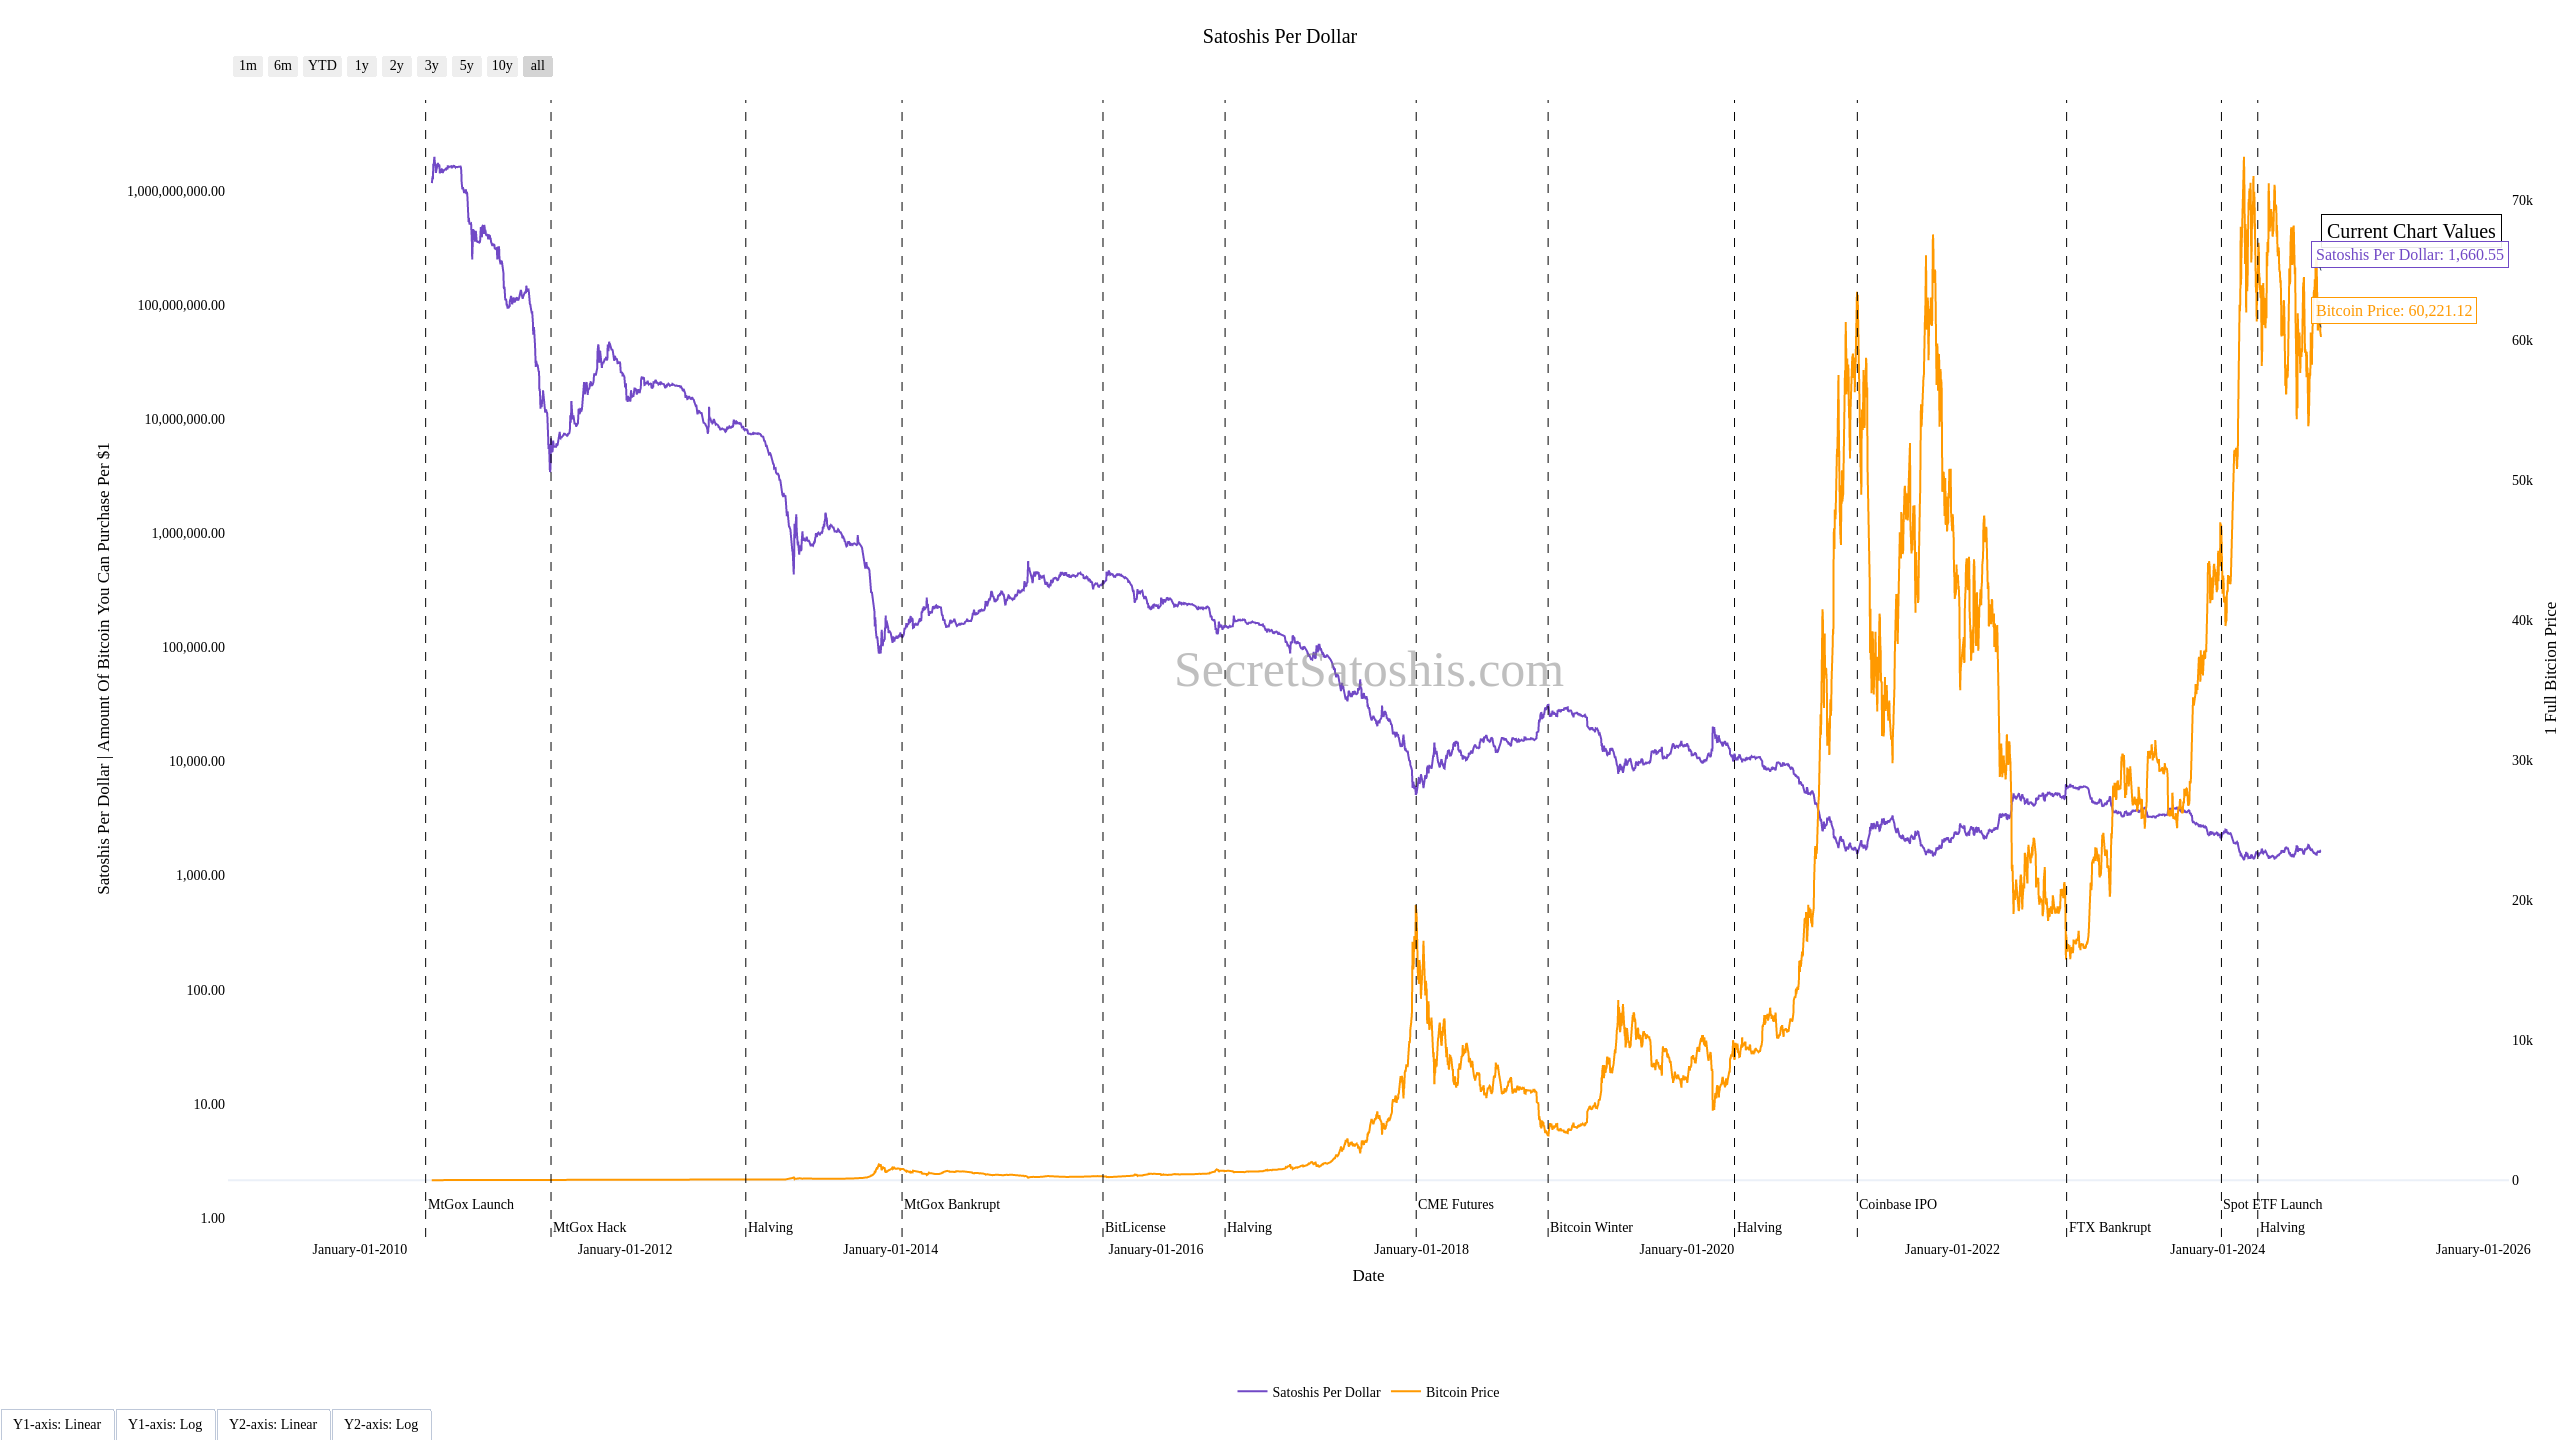 Satoshis Per Dollar
1m 6m YTD 1y 2y 3y 5y 10y all
1,000,000,000.00
100,000,000.00
10,000,000.00
1,000,000.00
100,000.00
10,000.00
1,000.00
100.00
10.00
1.00
Satoshis Per Dollar | Amount Of Bitcoin You Can Purchase Per $1
70k
60k
50k
40k
30k
20k
10k
0
1 Full Bitcion Price
Current Chart Values
Satoshis Per Dollar: 1,660.55
Bitcoin Price: 60,221.12
SecretSatoshis.com
MtGox Launch
MtGox Hack
Halving
MtGox Bankrupt
BitLicense
Halving
CME Futures
Bitcoin Winter
Halving
Coinbase IPO
FTX Bankrupt
Spot ETF Launch
Halving
January-01-2010 January-01-2012 January-01-2014 January-01-2016 January-01-2018 January-01-2020 January-01-2022 January-01-2024 January-01-2026
Date
Satoshis Per Dollar Bitcoin Price
Y1-axis: Linear Y1-axis: Log Y2-axis: Linear Y2-axis: Log